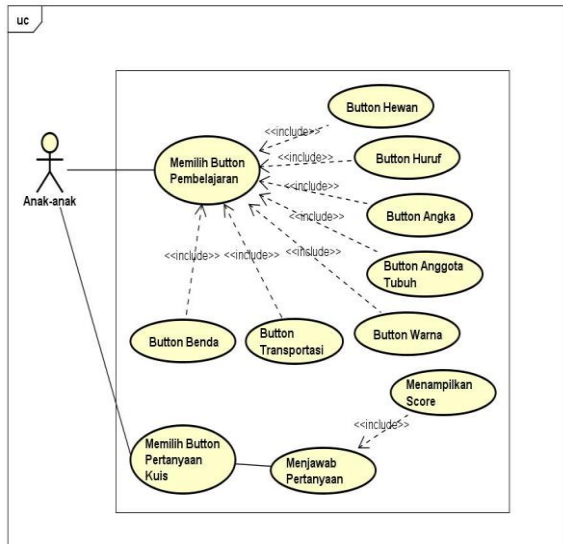 uc
Button Hewan
<<include>>
Memilih Button
Pembelajaran
<<include>>
Button Huruf
Anak-anak
<<include>>
Button Angka
<<include>>
<<include>>
<<include>>
<<include>>
Button Anggota
Tubuh
Button Benda
Button
Transportasi
Button Warna
Menampilkan
Score
<<include>>
Memilih Button
Pertanyaan
Kuis
Menjawab
Pertanyaan